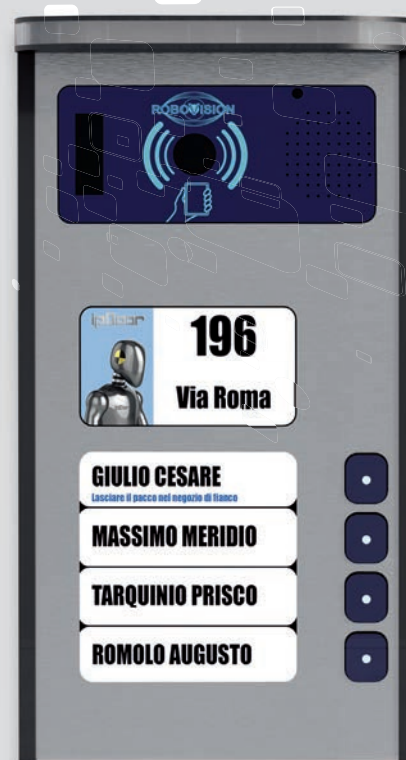 ROBOVISION
ipdoor
196
Via Roma
GIULIO CESARE
Lasciare il pacco nel negozio di fianco
MASSIMO MERIDIO
TARQUINIO PRISCO
ROMOLO AUGUSTO